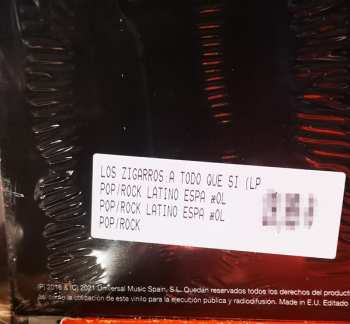 LOS ZIGARROS A TODO QUE SI (LP
POP/ROCK LATINO ESPA #OL
POP/ROCK LATINO ESPA #OL
POP/ROCK
(P) 2016 & (C) 2021 Universal Music Spain, S.L. Quedan reservados todos los derechos del product
la utilización de este vinilo para la ejecución pública y radiodifusión. Made in E.U. Editado